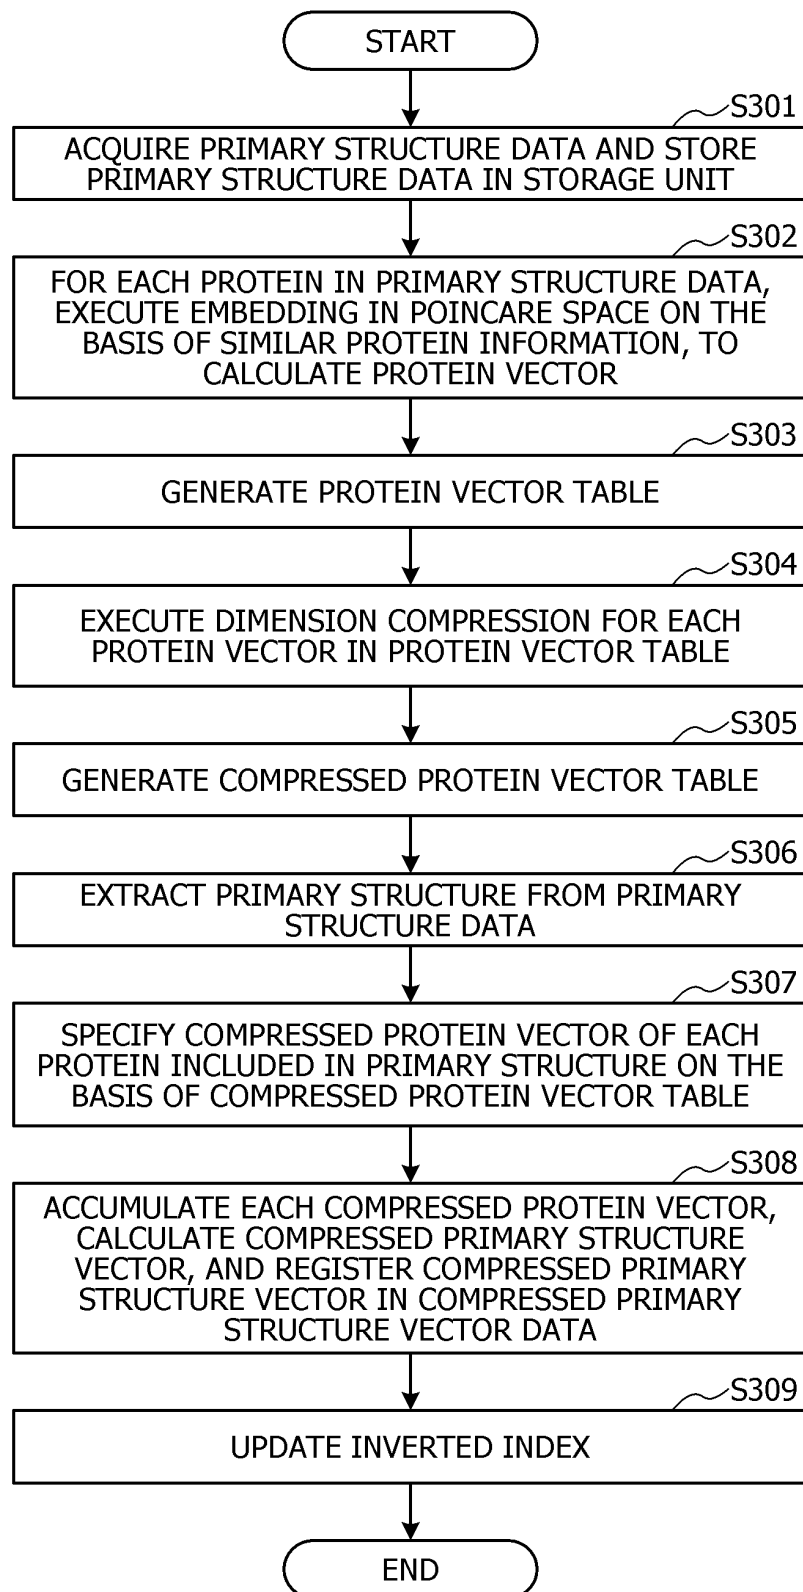 START
S301
ACQUIRE PRIMARY STRUCTURE DATA AND STORE
PRIMARY STRUCTURE DATA IN STORAGE UNIT
S302
FOR EACH PROTEIN IN PRIMARY STRUCTURE DATA,
EXECUTE EMBEDDING IN POINCARE SPACE ON THE
BASIS OF SIMILAR PROTEIN INFORMATION, TO
CALCULATE PROTEIN VECTOR
S303
GENERATE PROTEIN VECTOR TABLE
S304
EXECUTE DIMENSION COMPRESSION FOR EACH
PROTEIN VECTOR IN PROTEIN VECTOR TABLE
S305
GENERATE COMPRESSED PROTEIN VECTOR TABLE
S306
EXTRACT PRIMARY STRUCTURE FROM PRIMARY
STRUCTURE DATA
S307
SPECIFY COMPRESSED PROTEIN VECTOR OF EACH
PROTEIN INCLUDED IN PRIMARY STRUCTURE ON THE
BASIS OF COMPRESSED PROTEIN VECTOR TABLE
S308
ACCUMULATE EACH COMPRESSED PROTEIN VECTOR,
CALCULATE COMPRESSED PRIMARY STRUCTURE
VECTOR, AND REGISTER COMPRESSED PRIMARY
STRUCTURE VECTOR IN COMPRESSED PRIMARY
STRUCTURE VECTOR DATA
S309
UPDATE INVERTED INDEX
END